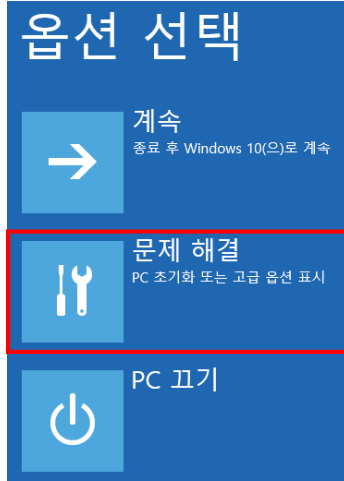 옵션 선택
계속
종료 후 Windows 10(으)로 계속
문제 해결
PC 초기화 또는 고급 옵션 표시
PC 끄기